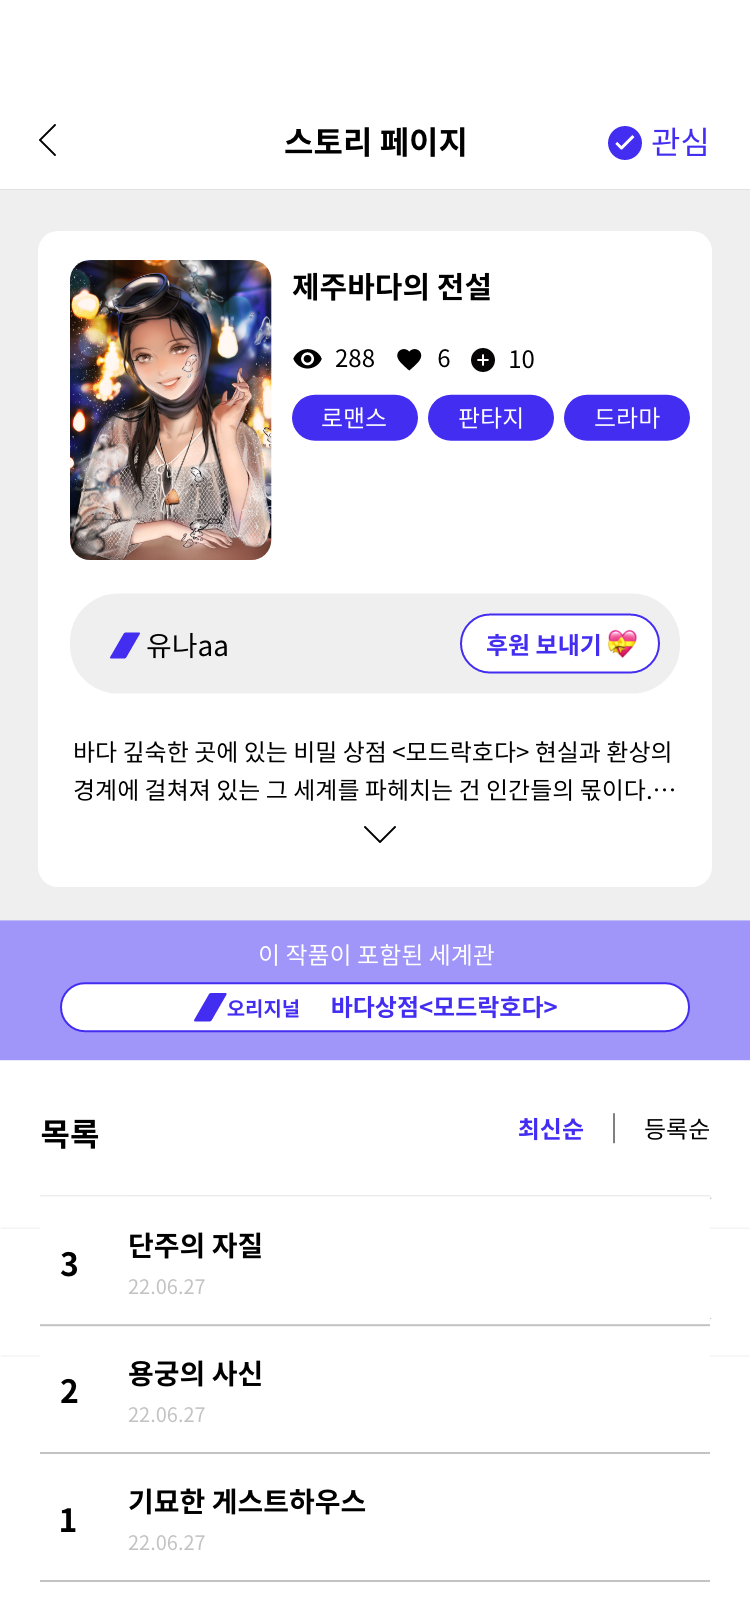 스토리 페이지
관심
제주바다의 전설
288 6 10
로맨스 판타지 드라마
유나aa
후원 보내기
바다 깊숙한 곳에 있는 비밀 상점 <모드락호다> 현실과 환상의
경계에 걸쳐져 있는 그 세계를 파헤치는 건 인간들의 몫이다.…
이 작품이 포함된 세계관
오리지널 바다상점<모드락호다>
목록
최신순 | 등록순
3
단주의 자질
22.06.27
2
용궁의 사신
22.06.27
1
기묘한 게스트하우스
22.06.27